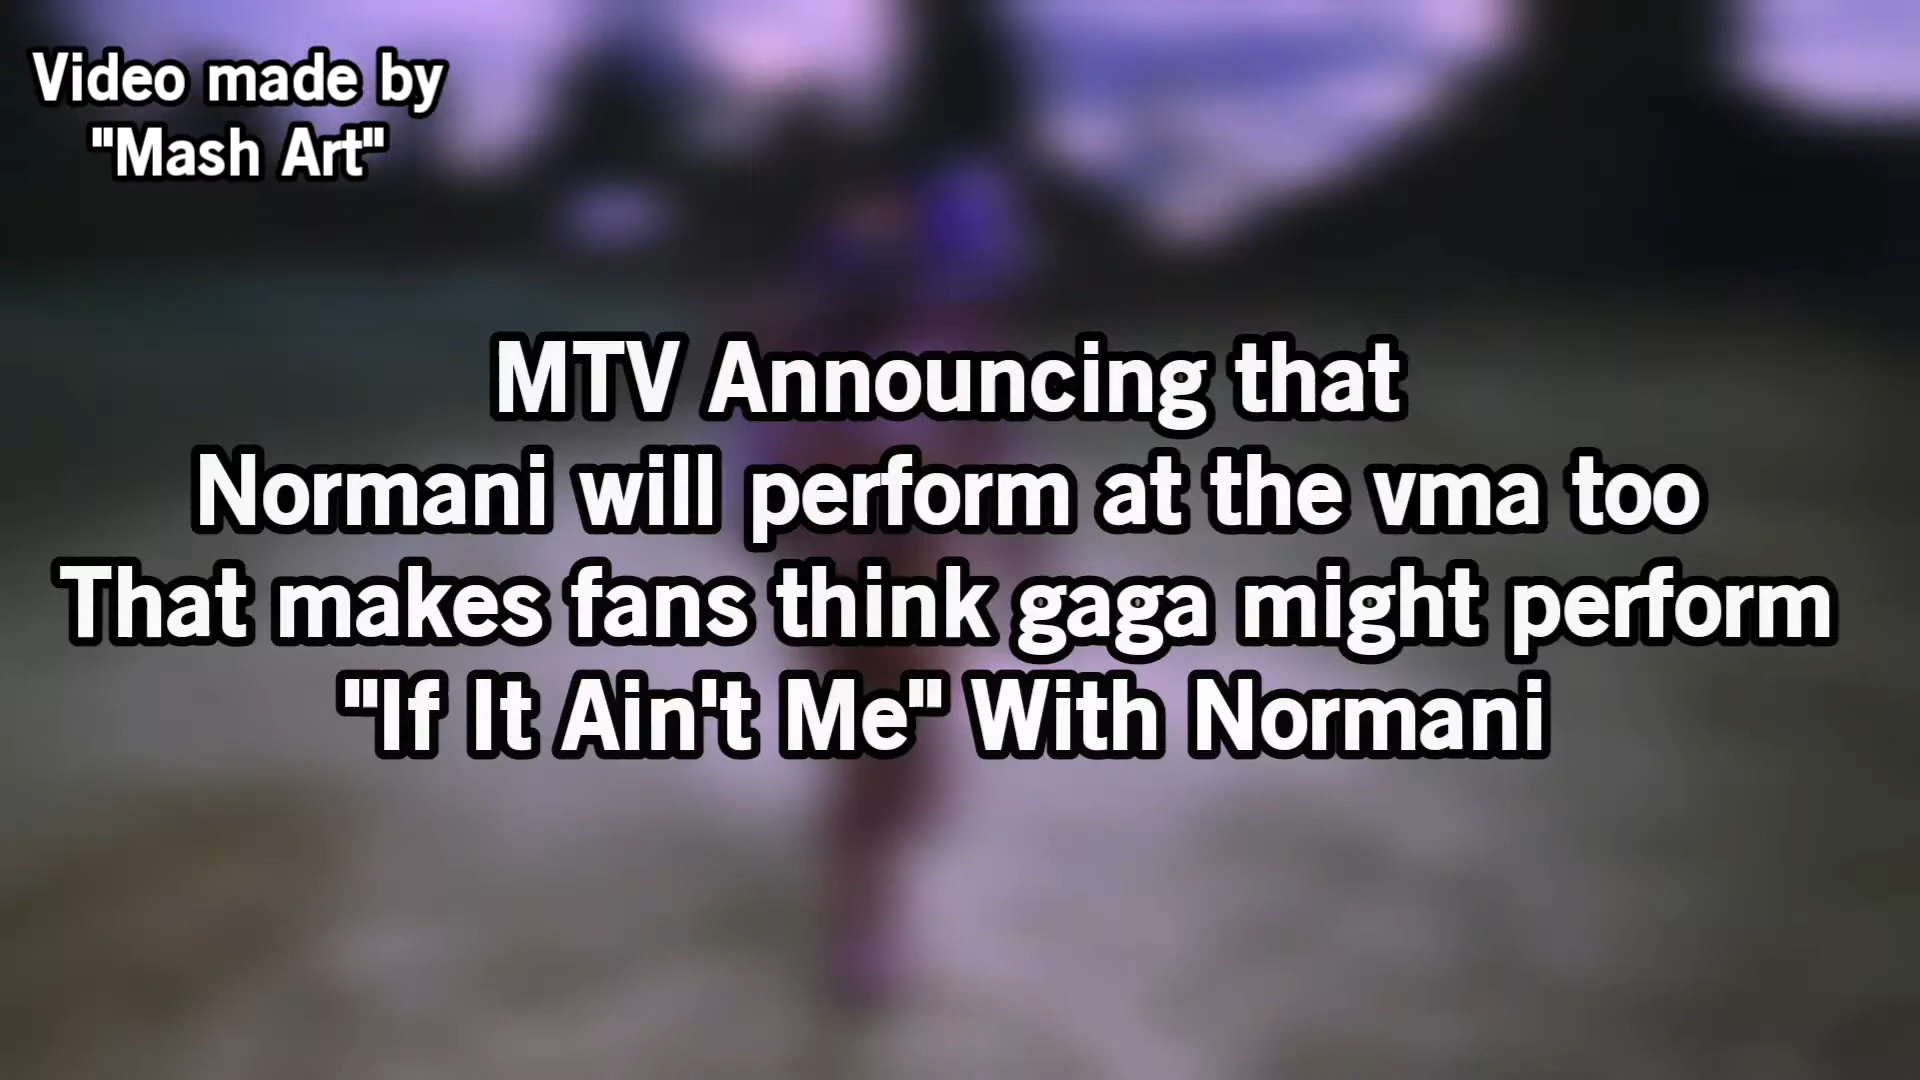 Video made by
"Mash Art"
MTV Announcing that
Normani will perform at the vma too
That makes fans think gaga might perform
"If It Ain't Me" With Normani